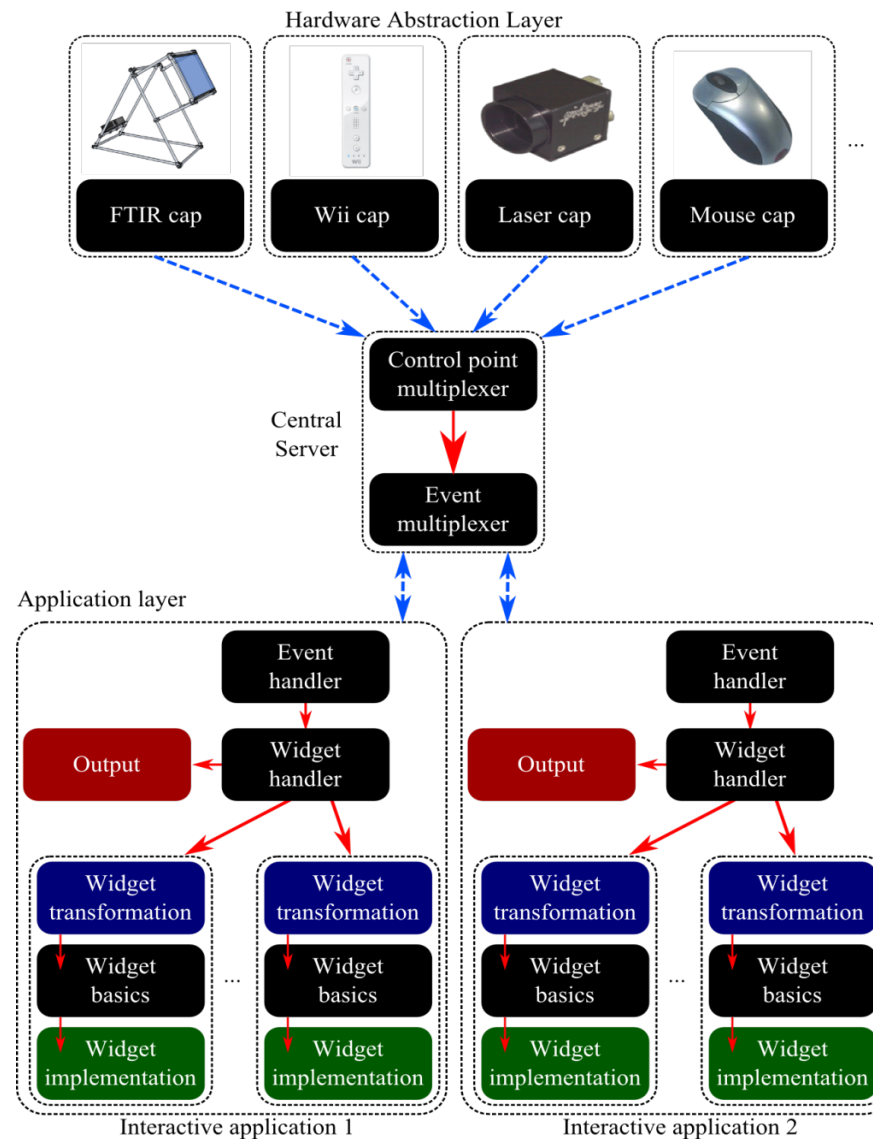 Hardware Abstraction Layer
FTIR cap
Wii cap
Laser cap
Mouse cap
...
Wii
Control point
multiplexer
Central
Server
Event
multiplexer
Application layer
Event
handler
Event
handler
Output
Widget
handler
Output
Widget
handler
Widget
transformation
Widget
transformation
Widget
transformation
Widget
transformation
Widget
basics
...
Widget
basics
Widget
basics
...
Widget
basics
Widget
implementation
Widget
implementation
Widget
implementation
Widget
implementation
Interactive application 1
Interactive application 2